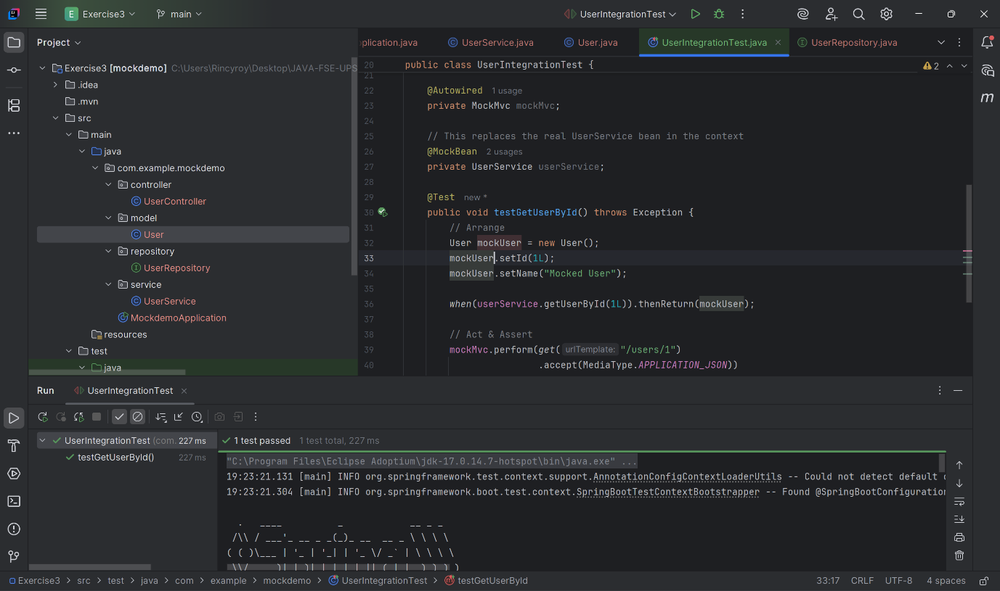 E Exercise3 main UserIntegrationTest
Project
plication.java UserService.java User.java UserIntegrationTest.java UserRepository.java
Exercise3 [mockdemo] C:\Users\Rincyroy\Desktop\JAVA-FSE-UPS
.idea
.mvn
src
main
java
com.example.mockdemo
controller
C UserController
model
C User
repository
I UserRepository
service
C UserService
MockdemoApplication
resources
test
java
20 public class UserIntegrationTest { 2
21
22 @Autowired 1 usage
23 private MockMvc mockMvc;
24
25 // This replaces the real UserService bean in the context
26 @MockBean 2 usages
27 private UserService userService;
28
29 @Test new *
30 public void testGetUserById() throws Exception {
31 // Arrange
32 User mockUser = new User();
33 mockUser.setId(1L);
34 mockUser.setName("Mocked User");
35
36 when(userService.getUserById(1L)).thenReturn(mockUser);
37
38 // Act & Assert
39 mockMvc.perform(get( urlTemplate: "/users/1")
40 .accept(MediaType.APPLICATION_JSON))
m
Run UserIntegrationTest
UserIntegrationTest (com. 227 ms
testGetUserById() 227 ms
1 test passed 1 test total, 227 ms
"C:\Program Files\Eclipse Adoptium\jdk-17.0.14.7-hotspot\bin\java.exe" ...
19:23:21.131 [main] INFO org.springframework.test.context.support.AnnotationConfigContextLoaderUtils -- Could not detect default c
19:23:21.304 [main] INFO org.springframework.boot.test.context.SpringBootTestContextBootstrapper -- Found @SpringBootConfiguration
Exercise3 > src > test > java > com > example > mockdemo > UserIntegrationTest > testGetUserById 33:17 CRLF UTF-8 4 spaces